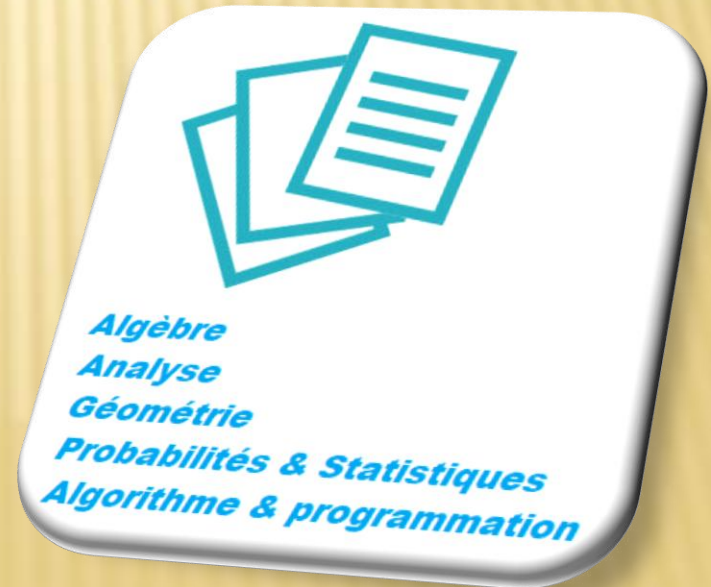 Algèbre
Analyse
Géométrie
Probabilités & Statistiques
Algorithme & programmation